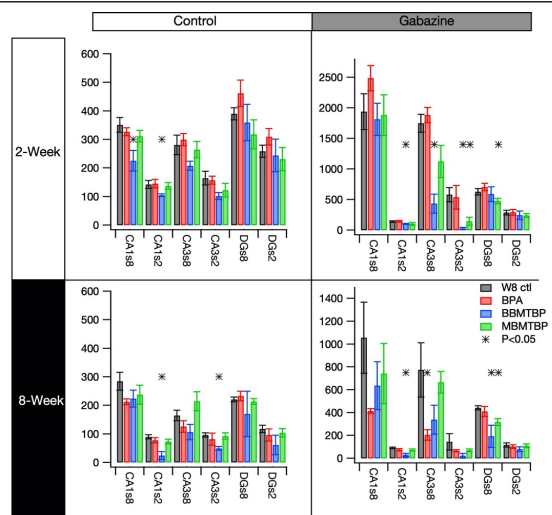 Control
Gabazine
2-Week
600
500
400
300
200
100
0
CA1s8
CA1s2
CA3s8
CA3s2
DGs8
DGs2
2500
2000
1500
1000
500
0
CA1s8
CA1s2
CA3s8
CA3s2
DGs8
DGs2
8-Week
600
500
400
300
200
100
0
CA1s8
CA1s2
CA3s8
CA3s2
DGs8
DGs2
1400
1200
1000
800
600
400
200
0
W8 ctl
BPA
BBMTBP
MBMTBP
* P<0.05
CA1s8
CA1s2
CA3s8
CA3s2
DGs8
DGs2